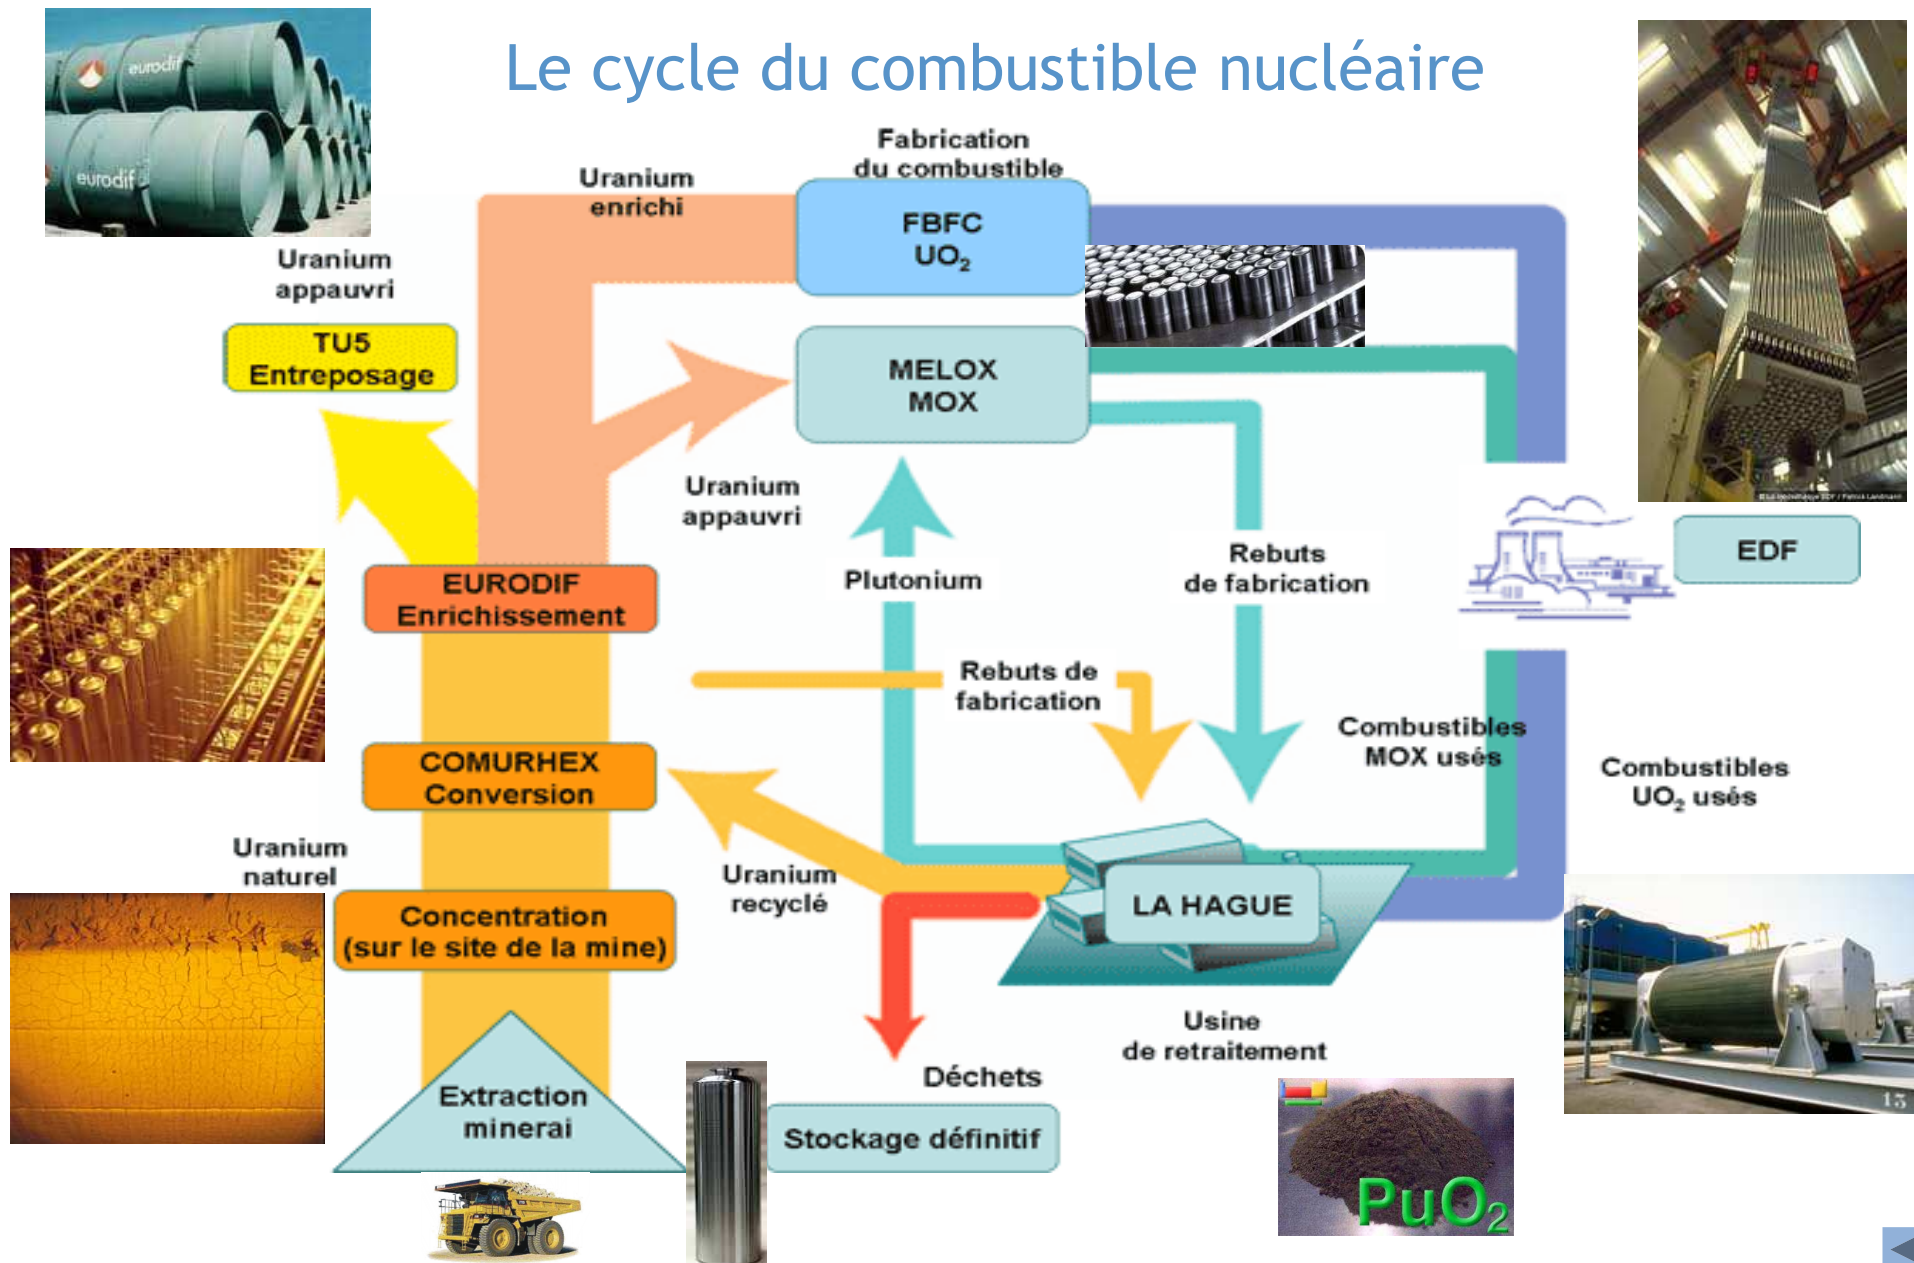 Le cycle du combustible nucléaire
eurodif
eurodif
Fabrication
du combustible
Uranium
enrichi
FBFC
UO₂
Uranium
appauvri
TU5
Entreposage
MELOX
MOX
Uranium
appauvri
EDF
Rebuts
de fabrication
Plutonium
EURODIF
Enrichissement
Rebuts de
fabrication
Combustibles
MOX usés
Combustibles
UO₂ usés
COMURHEX
Conversion
Uranium
naturel
Uranium
recyclé
LA HAGUE
Concentration
(sur le site de la mine)
Usine
de retraitement
Déchets
Extraction
minerai
Stockage définitif
PuO₂
13